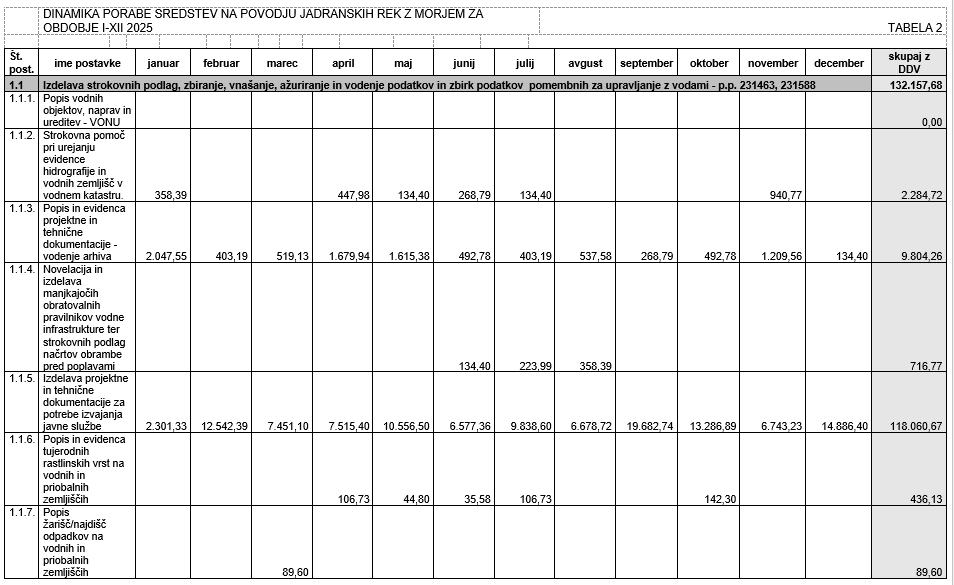 DINAMIKA PORABE SREDSTEV NA POVODJU JADRANSKIH REK Z MORJEM ZA
OBDOBJE I-XII 2025 TABELA 2
Št. post. ime postavke januar februar marec april maj junij julij avgust september oktober november december skupaj z DDV
1.1 Izdelava strokovnih podlag, zbiranje, vnašanje, ažuriranje in vodenje podatkov in zbirk podatkov pomembnih za upravljanje z vodami - p.p. 231463, 231588 132.157,68
1.1.1. Popis vodnih
objektov, naprav in
ureditev - VONU 0,00
1.1.2. Strokovna pomoč
pri urejanju
evidence
hidrografije in
vodnih zemljišč v
vodnem katastru. 358,39 447,98 134,40 268,79 134,40 940,77 2.284,72
1.1.3. Popis in evidenca
projektne in
tehnične
dokumentacije -
vodenje arhiva 2.047,55 403,19 519,13 1.679,94 1.615,38 492,78 403,19 537,58 268,79 492,78 1.209,56 134,40 9.804,26
1.1.4. Novelacija in
izdelava
manjkajočih
obratovalnih
pravilnikov vodne
infrastrukture ter
strokovnih podlag
načrtov obrambe
pred poplavami 134,40 223,99 358,39 716,77
1.1.5. Izdelava projektne
in tehnične
dokumentacije za
potrebe izvajanja
javne službe 2.301,33 12.542,39 7.451,10 7.515,40 10.556,50 6.577,36 9.838,60 6.678,72 19.682,74 13.286,89 6.743,23 14.886,40 118.060,67
1.1.6. Popis in evidenca
tujerodnih
rastlinskih vrst na
vodnih in
priobalnih
zemljiščih 106,73 44,80 35,58 106,73 142,30 436,13
1.1.7. Popis
žarišč/najdišč
odpadkov na
vodnih in
priobalnih
zemljiščih 89,60 89,60